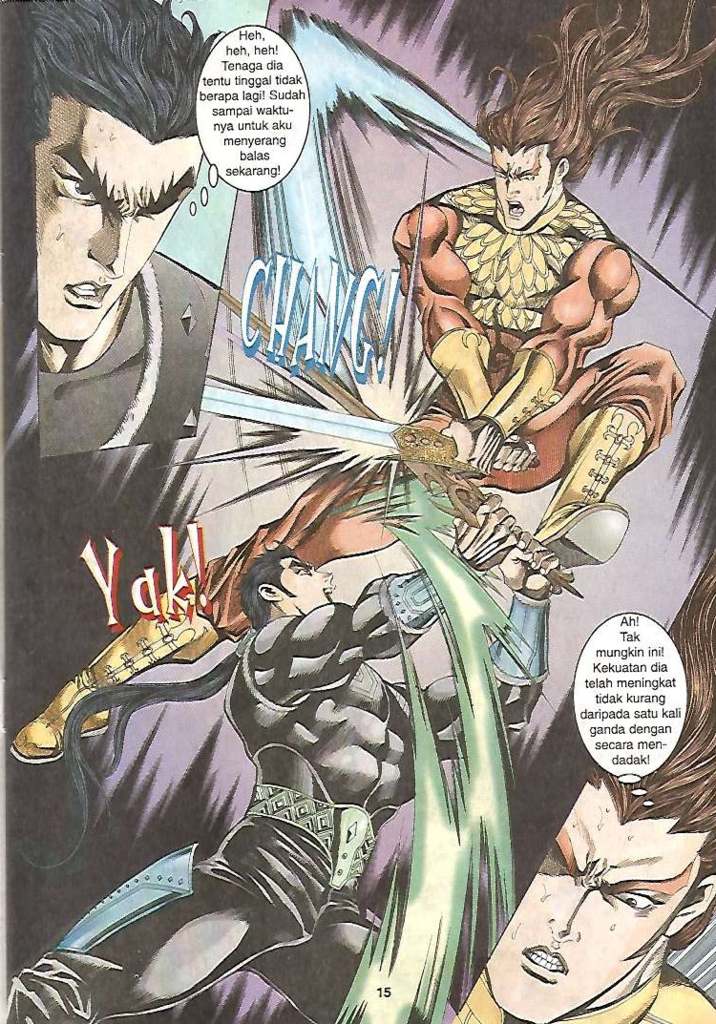 Heh,
heh, heh!
Tenaga dia
tentu tinggal tidak
berapa lagi! Sudah
sampai waktu-
nya untuk aku
menyerang
balas
sekarang!
CHANG!
Yak!
Ah!
Tak
mungkin ini!
Kekuatan dia
telah meningkat
tidak kurang
daripada satu kali
ganda dengan
secara men-
dadak!
15